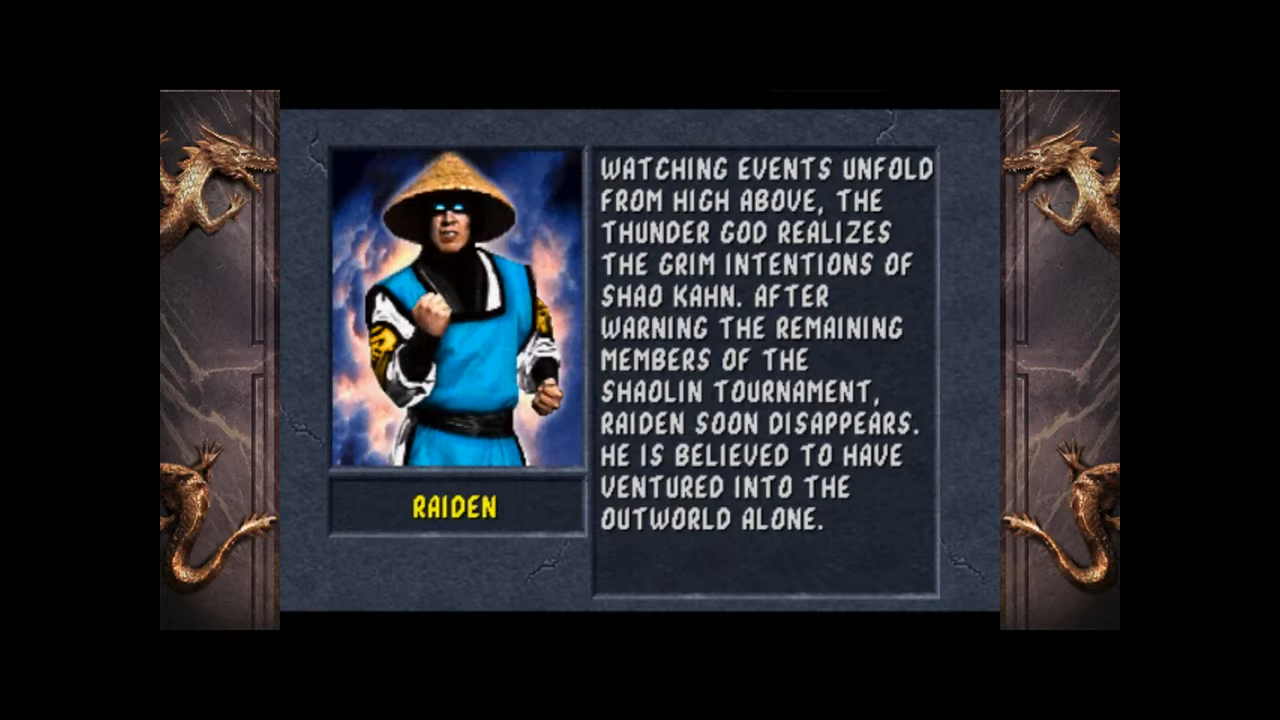 WATCHING EVENTS UNFOLD
FROM HIGH ABOVE, THE
THUNDER GOD REALIZES
THE GRIM INTENTIONS OF
SHAO KAHN. AFTER
WARNING THE REMAINING
MEMBERS OF THE
SHAOLIN TOURNAMENT,
RAIDEN SOON DISAPPEARS.
HE IS BELIEVED TO HAVE
VENTURED INTO THE
OUTWORLD ALONE.
RAIDEN